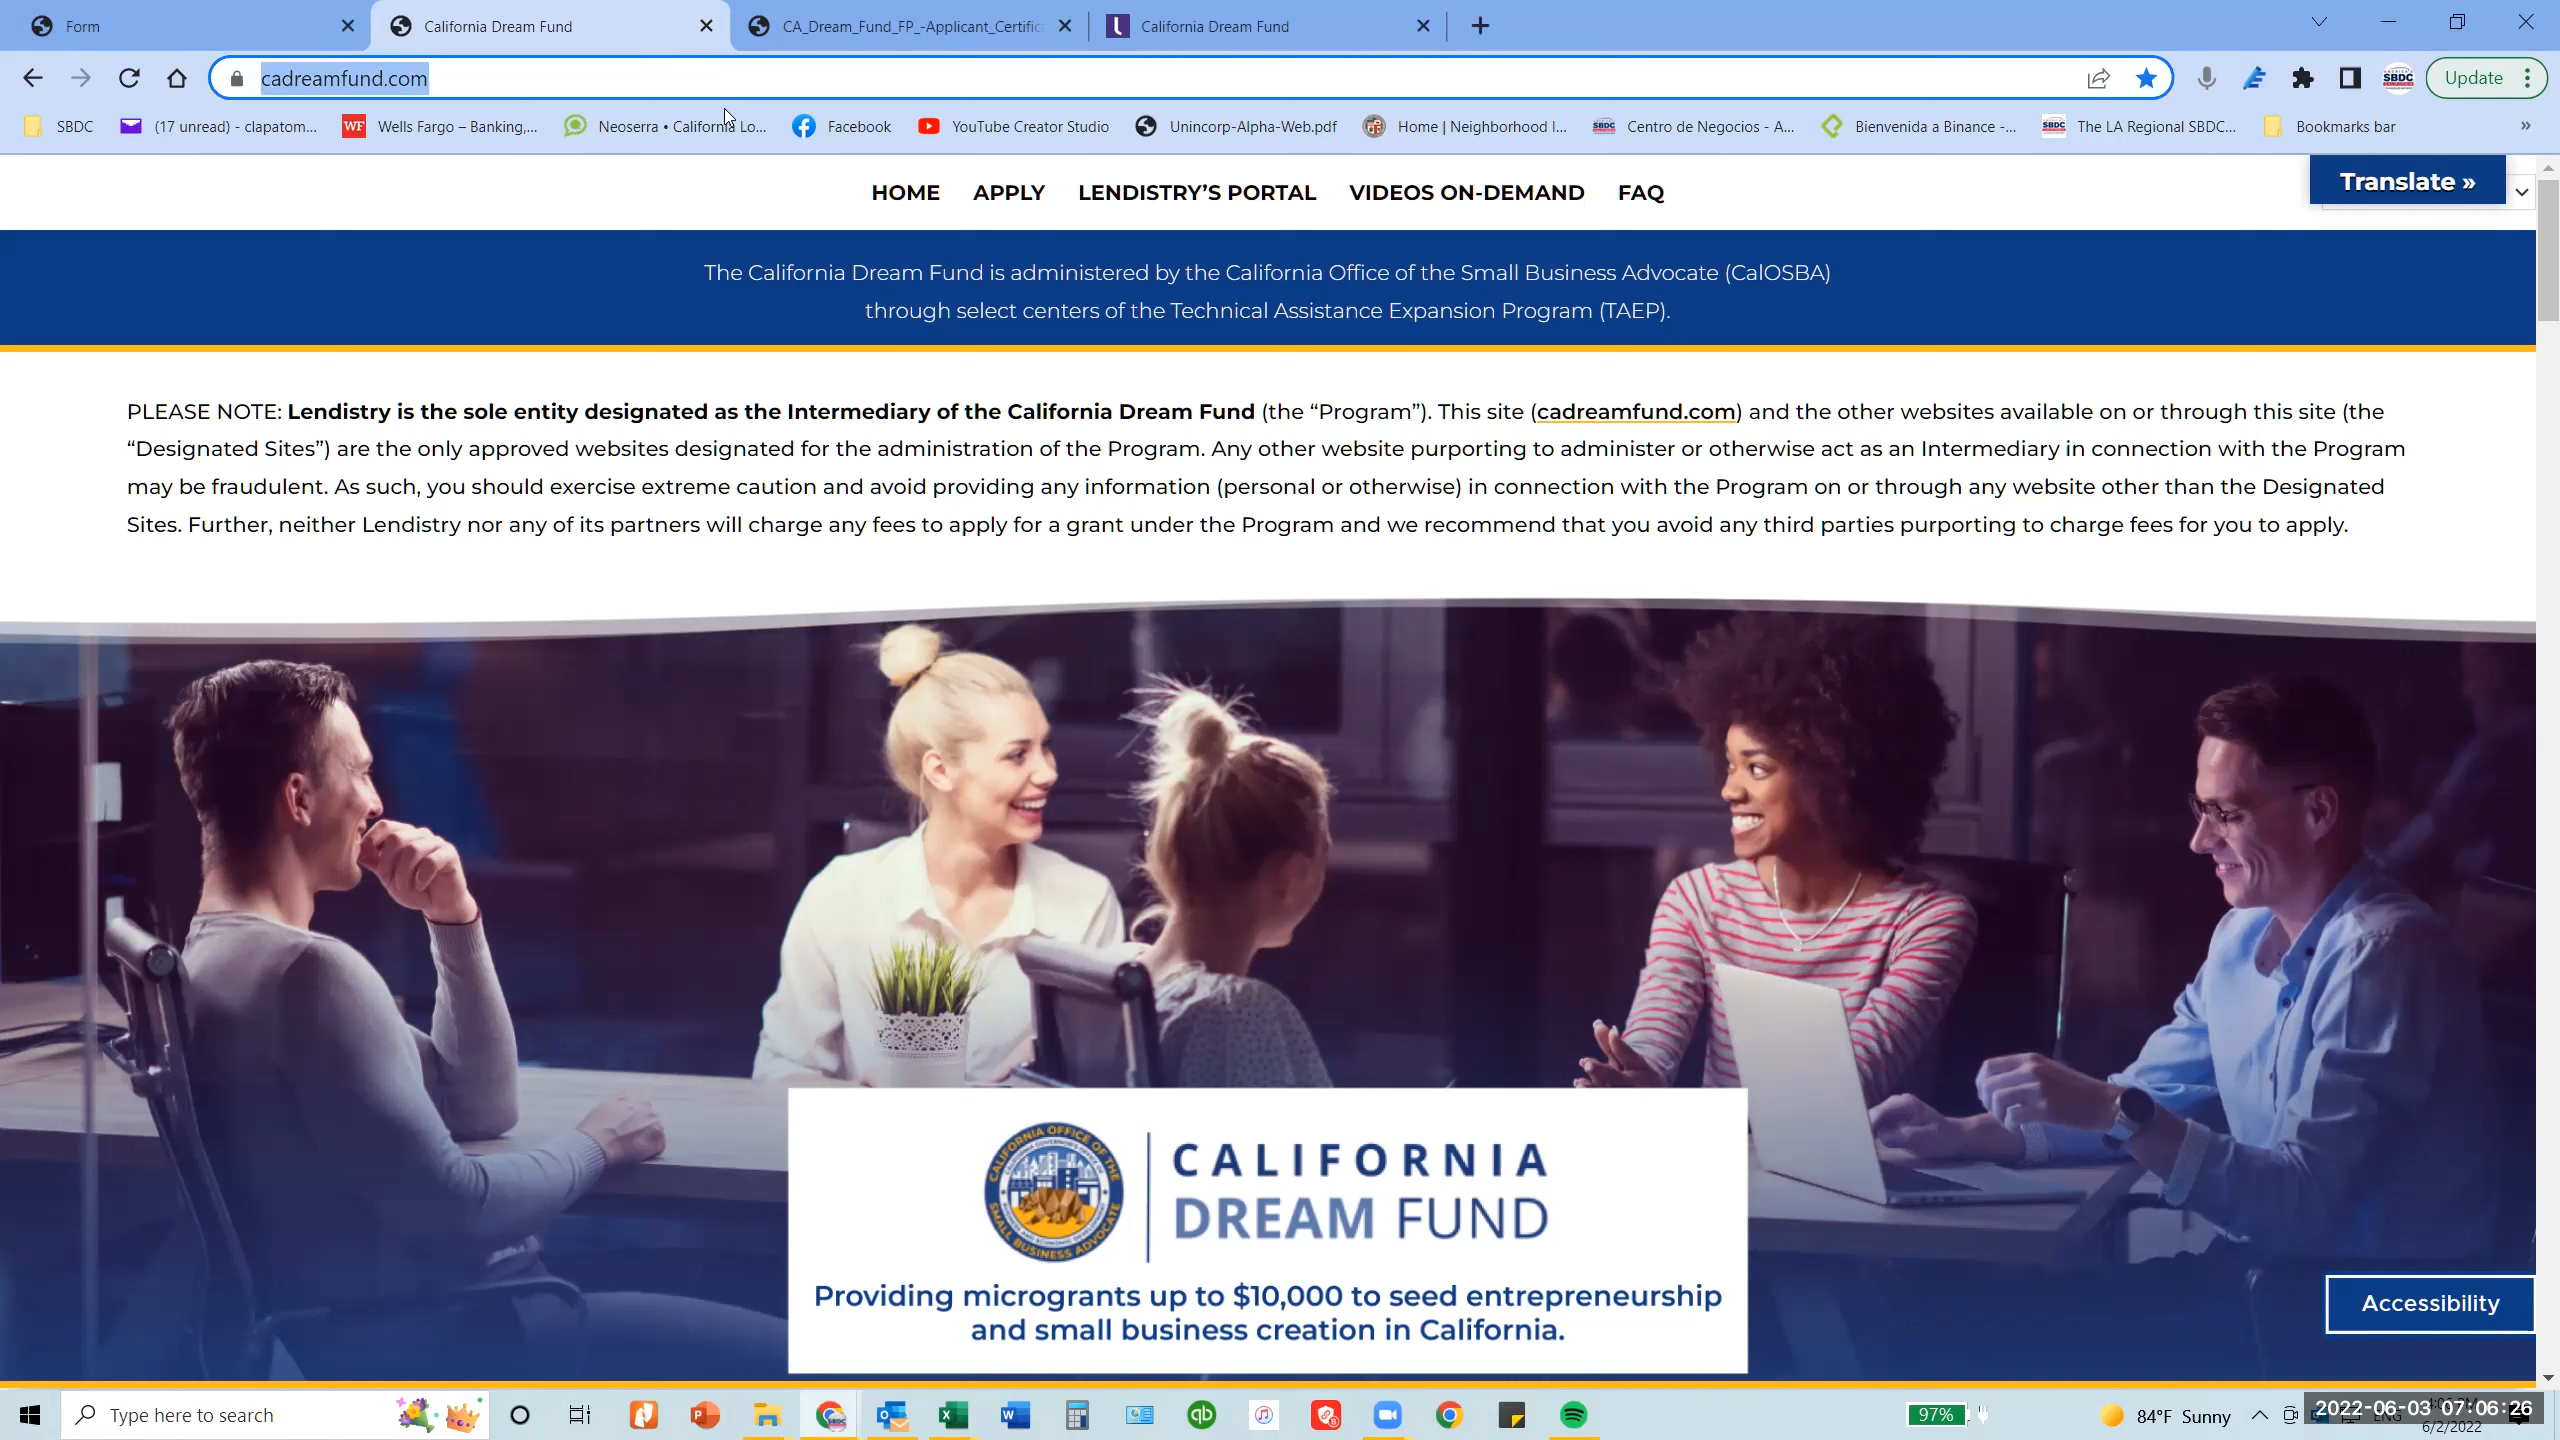 Form
California Dream Fund
CA_Dream_Fund_FP_-Applicant_Certific
California Dream Fund
cadreamfund.com
Update
SBDC
(17 unread) - clapatom...
WF Wells Fargo – Banking,...
Neoserra • California Lo...
Facebook
YouTube Creator Studio
Unincorp-Alpha-Web.pdf
Home | Neighborhood I...
Centro de Negocios - A...
Bienvenida a Binance -...
The LA Regional SBDC...
Bookmarks bar
»
HOME APPLY LENDISTRY’S PORTAL VIDEOS ON-DEMAND FAQ
Translate »
The California Dream Fund is administered by the California Office of the Small Business Advocate (CalOSBA)
through select centers of the Technical Assistance Expansion Program (TAEP).
PLEASE NOTE: Lendistry is the sole entity designated as the Intermediary of the California Dream Fund (the “Program”). This site (cadreamfund.com) and the other websites available on or through this site (the
“Designated Sites”) are the only approved websites designated for the administration of the Program. Any other website purporting to administer or otherwise act as an Intermediary in connection with the Program
may be fraudulent. As such, you should exercise extreme caution and avoid providing any information (personal or otherwise) in connection with the Program on or through any website other than the Designated
Sites. Further, neither Lendistry nor any of its partners will charge any fees to apply for a grant under the Program and we recommend that you avoid any third parties purporting to charge fees for you to apply.
CALIFORNIA OFFICE OF THE
SMALL BUSINESS ADVOCATE
CALIFORNIA
DREAM FUND
Providing microgrants up to $10,000 to seed entrepreneurship
and small business creation in California.
Accessibility
Type here to search
97%
84°F Sunny
2022-06-03 07:06:26
6/2/2022